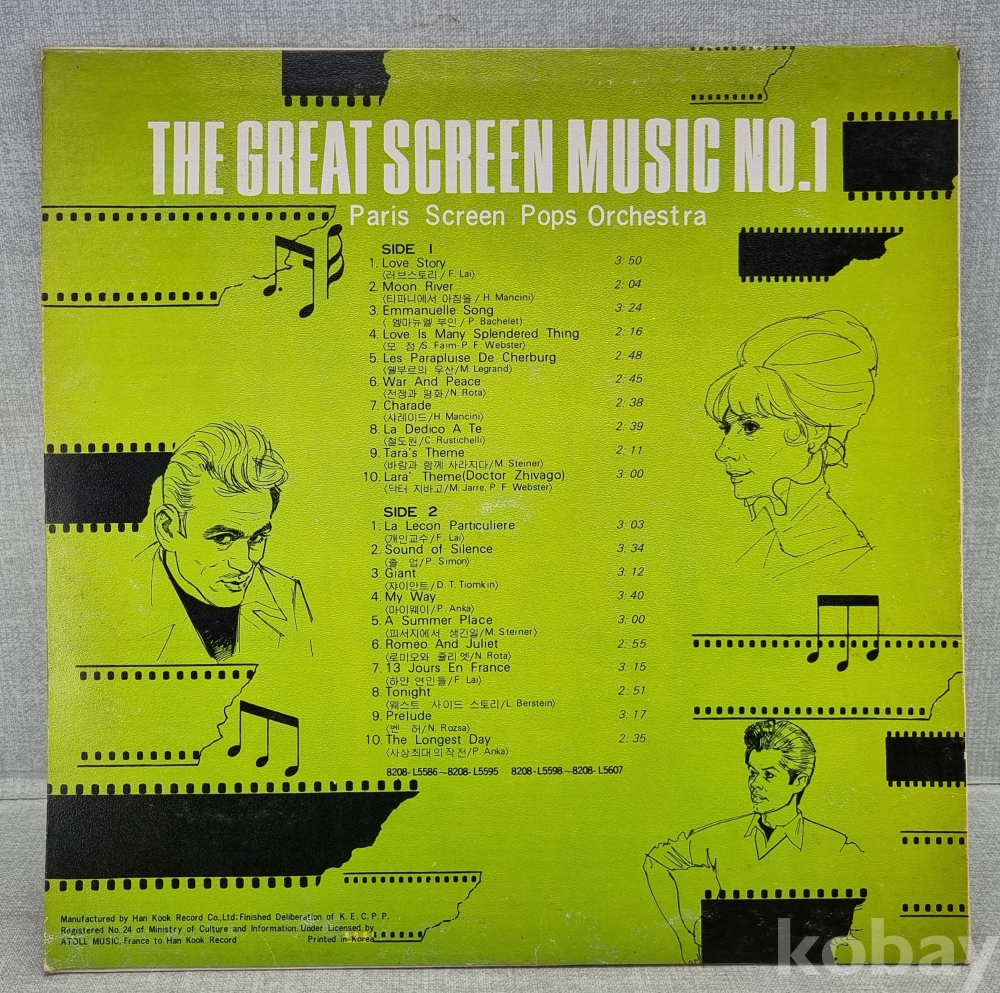 THE GREAT SCREEN MUSIC NO.1
Paris Screen Pops Orchestra
SIDE 1
1. Love Story 3:50
(러브스토리/F. Lai)
2. Moon River 2:04
(티파니에서 아침을/H. Mancini)
3. Emmanuelle Song 3:24
(엠마뉴엘 부인/P. Bachelet)
4. Love Is Many Splendered Thing 2:16
(모 정/S. Faim-P. F. Webster)
5. Les Parapluise De Cherburg 2:48
(쉘부르의 우산/M. Legrand)
6. War And Peace 2:45
(전쟁과 평화/N. Rota)
7. Charade 2:38
(샤레이드/H. Mancini)
8. La Dedico A Te 2:39
(철도원/C. Rustichelli)
9. Tara's Theme 2:11
(바람과 함께 사라지다/M. Steiner)
10. Lara' Theme(Doctor Zhivago) 3:00
(닥터 지바고/M. Jarre. P. F. Webster)
SIDE 2
1. La Lecon Particuliere 3:03
(개인교수/F. Lai)
2. Sound of Silence 3:34
(졸 업/P. Simon)
3. Giant 3:12
(쟈이안트/D. T. Tiomkin)
4. My Way 3:40
(마이웨이/P. Anka)
5. A Summer Place 3:00
(피서지에서 생긴일/M. Steiner)
6. Romeo And Juliet 2:55
(로미오와 쥴리엣/N. Rota)
7. 13 Jours En France 3:15
(하얀 연인들/F. Lai)
8. Tonight 2:51
(웨스트 사이드 스토리/L. Berstein)
9. Prelude 3:17
(벤 허/N. Rozsa)
10. The Longest Day 2:35
(사상최대의작전/P. Anka)
8208-L5586~8208-L5595 8208-L5598~8208-L5607
Manufactured by Han Kook Record Co.,Ltd: Finished Deliberation of K. E. C. P. P.
Registered No. 24 of Ministry of Culture and Information. Under Licensed by
ATOLL MUSIC. France to Han Kook Record Printed in Korea
kobay